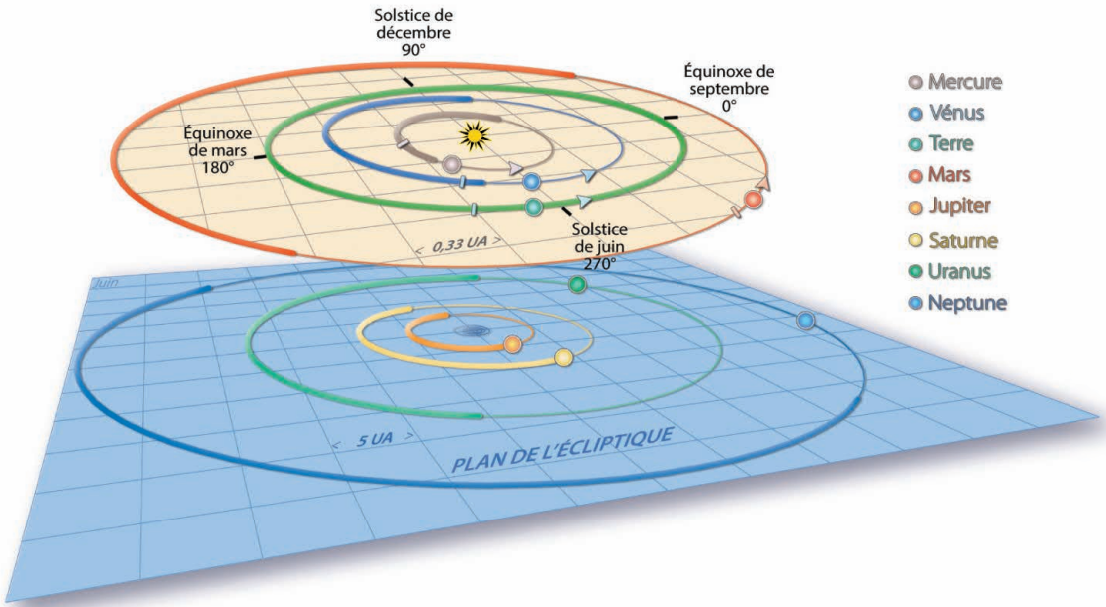 Solstice de
décembre
90°
Équinoxe de
septembre
0°
Équinoxe
de mars
180°
Solstice
de juin
270°
< 0,33 UA >
Juin
< 5 UA >
PLAN DE L'ÉCLIPTIQUE
Mercure
Vénus
Terre
Mars
Jupiter
Saturne
Uranus
Neptune